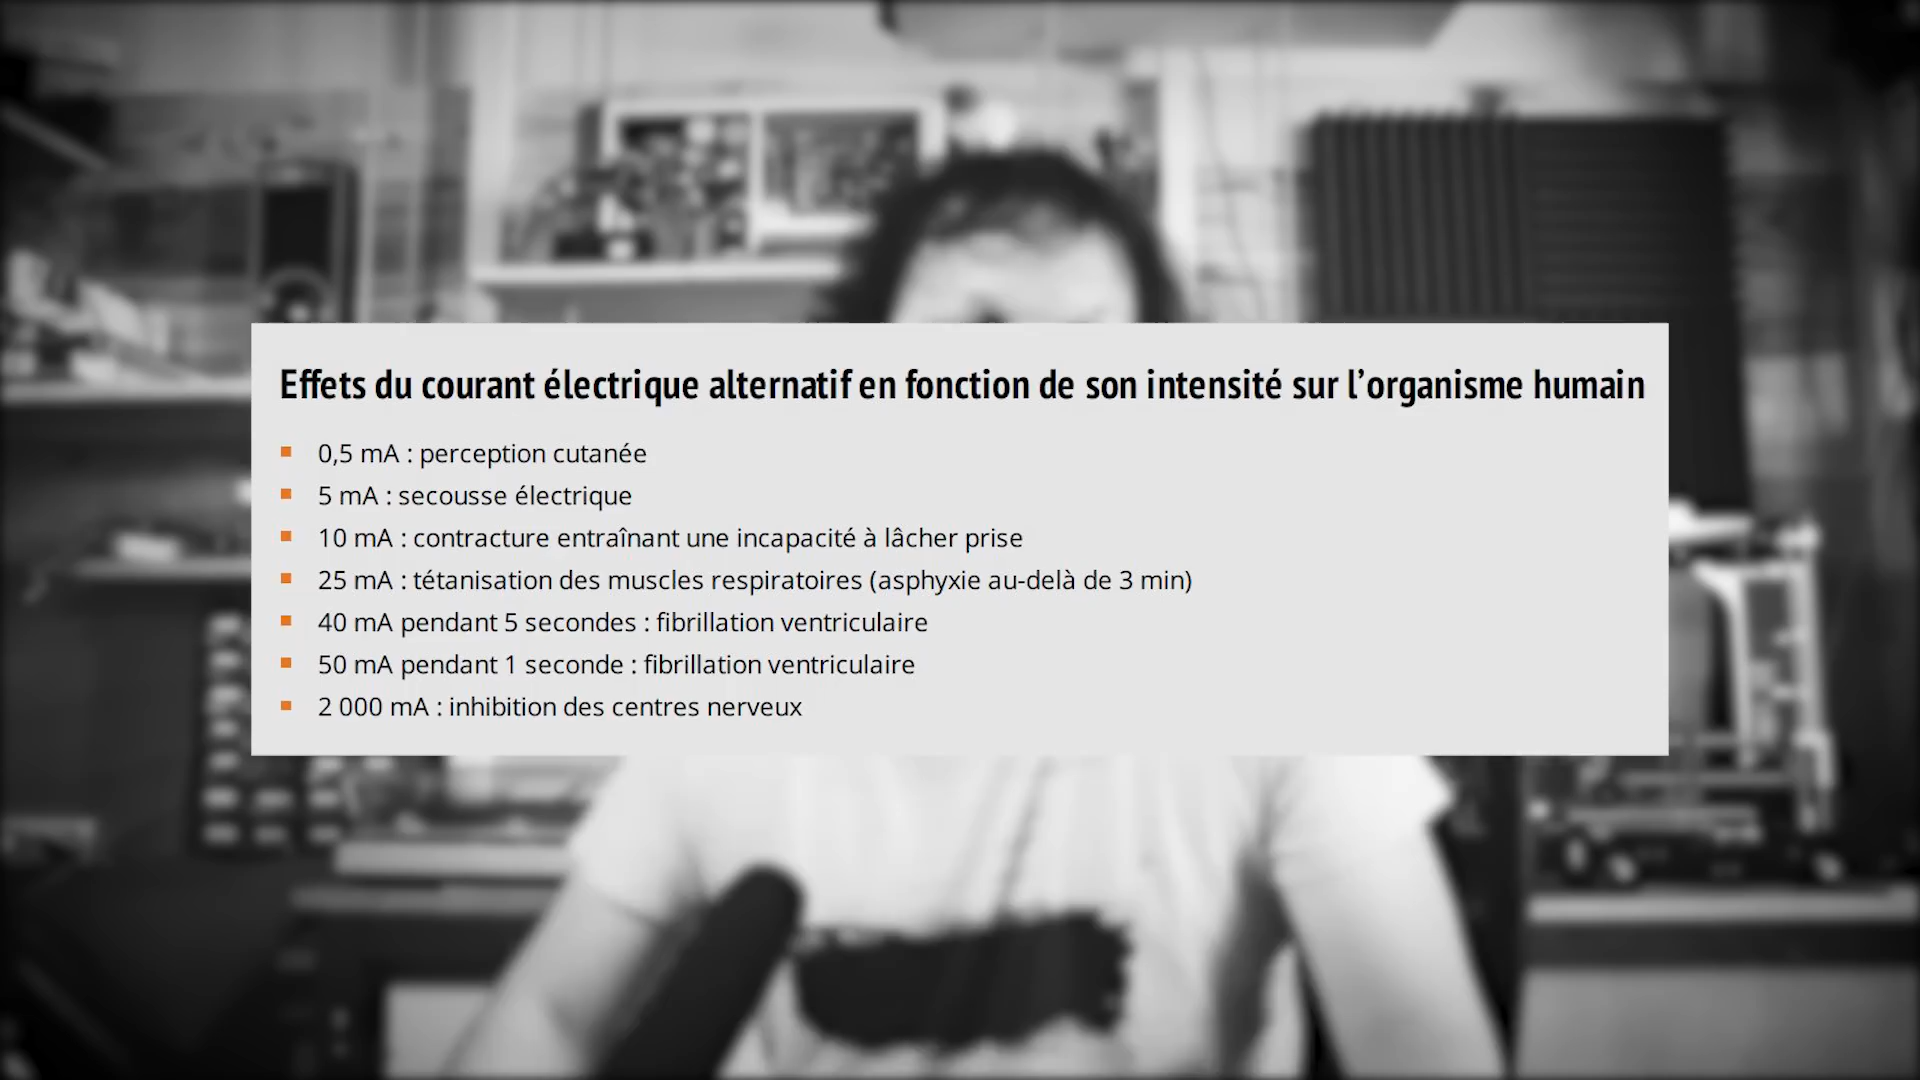 Effets du courant électrique alternatif en fonction de son intensité sur l’organisme humain
0,5 mA : perception cutanée
5 mA : secousse électrique
10 mA : contracture entraînant une incapacité à lâcher prise
25 mA : tétanisation des muscles respiratoires (asphyxie au-delà de 3 min)
40 mA pendant 5 secondes : fibrillation ventriculaire
50 mA pendant 1 seconde : fibrillation ventriculaire
2 000 mA : inhibition des centres nerveux